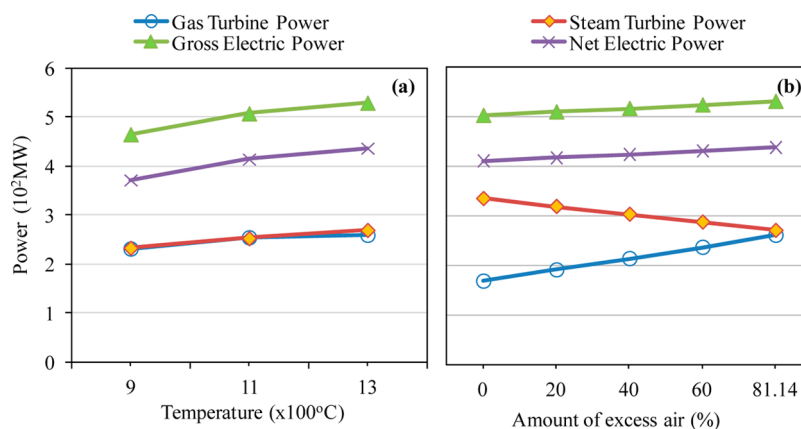 Gas Turbine Power
Steam Turbine Power
Gross Electric Power
Net Electric Power
(a)
(b)
Power (10²MW)
6
5
4
3
2
1
0
9 11 13
Temperature (x100ºC)
0 20 40 60 81.14
Amount of excess air (%)